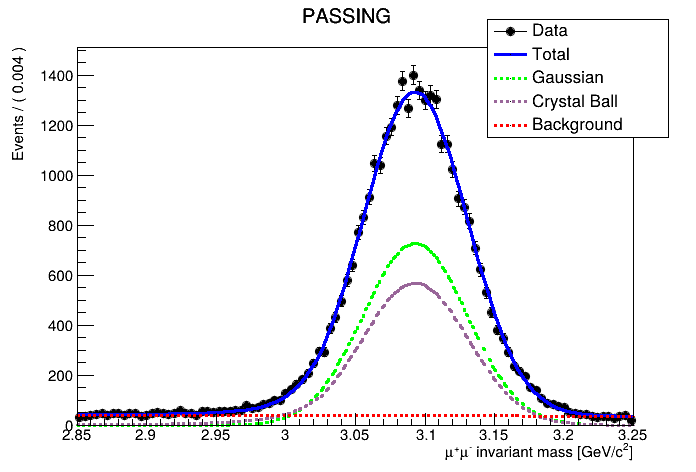 PASSING
Data
Total
Gaussian
Crystal Ball
Background
Events / ( 0.004 )
1400
1200
1000
800
600
400
200
0
2.85 2.9 2.95 3 3.05 3.1 3.15 3.2 3.25
μ⁺μ⁻ invariant mass [GeV/c²]